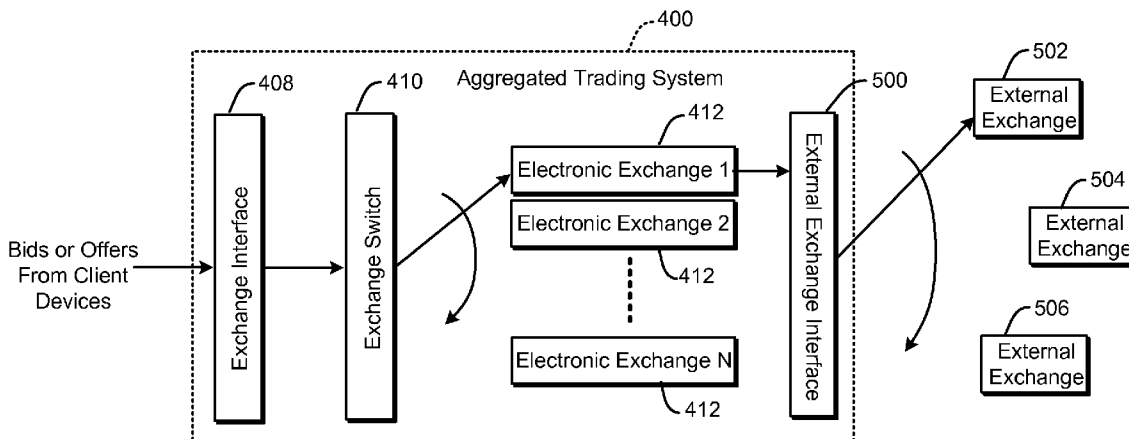 400
Aggregated Trading System
408
410
500
502
412
504
506
Bids or Offers
From Client
Devices
Exchange Interface
Exchange Switch
Electronic Exchange 1
Electronic Exchange 2
412
Electronic Exchange N
412
External Exchange Interface
External
Exchange
External
Exchange
External
Exchange